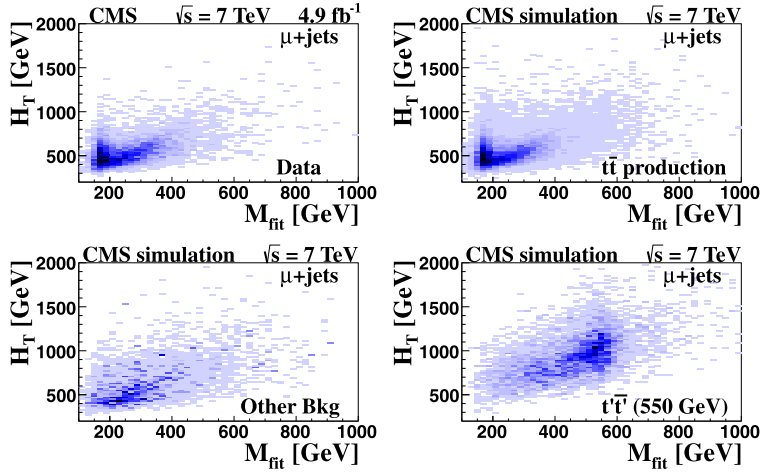 CMS √s = 7 TeV 4.9 fb⁻¹
μ+jets
H_T [GeV]
2000
1500
1000
500
Data
200 400 600 800 1000
M_fit [GeV]
CMS simulation √s = 7 TeV
μ+jets
H_T [GeV]
2000
1500
1000
500
tt̅ production
200 400 600 800 1000
M_fit [GeV]
CMS simulation √s = 7 TeV
μ+jets
H_T [GeV]
2000
1500
1000
500
Other Bkg
200 400 600 800 1000
M_fit [GeV]
CMS simulation √s = 7 TeV
μ+jets
H_T [GeV]
2000
1500
1000
500
t't̅' (550 GeV)
200 400 600 800 1000
M_fit [GeV]